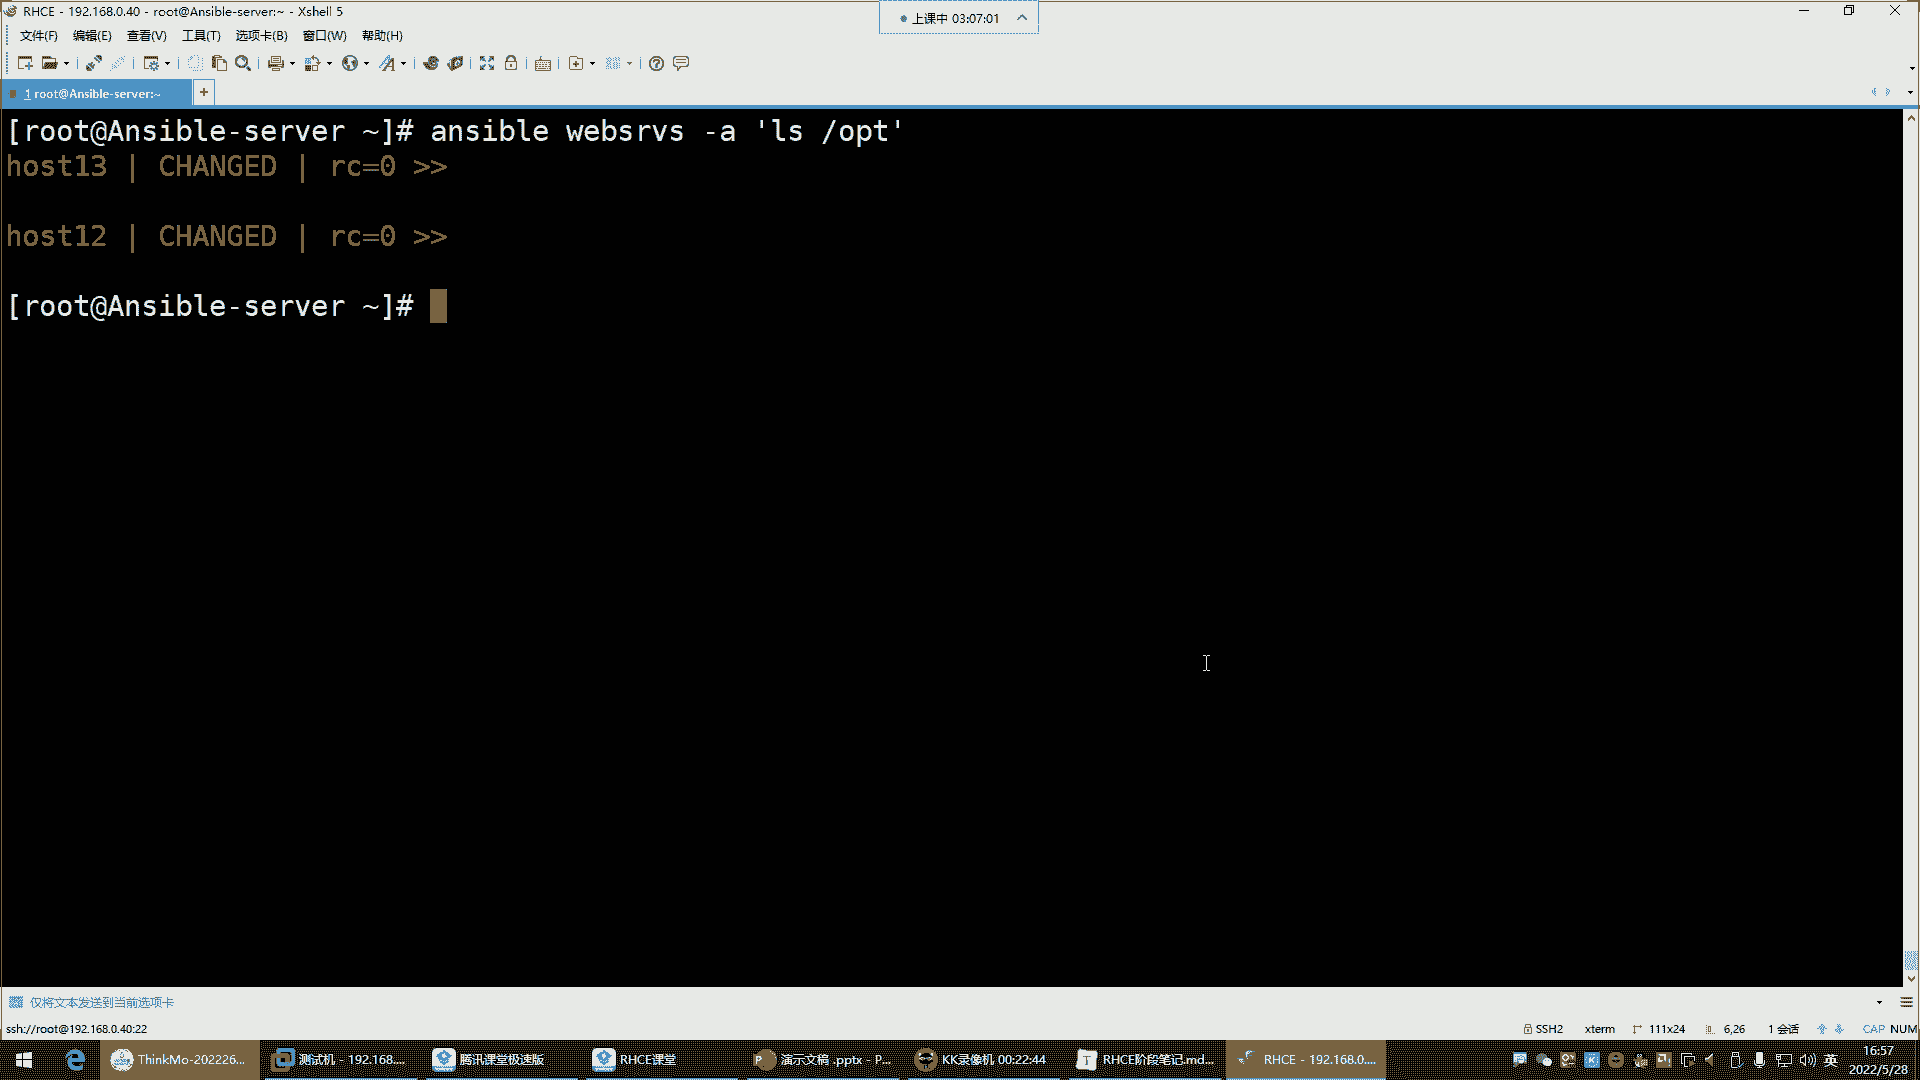 RHCE - 192.168.0.40 - root@Ansible-server:~ - Xshell 5
上课中 03:07:01
文件(F) 编辑(E) 查看(V) 工具(T) 选项卡(B) 窗口(W) 帮助(H)
1 root@Ansible-server:~
[root@Ansible-server ~]# ansible websrvs -a 'ls /opt'
host13 | CHANGED | rc=0 >>
host12 | CHANGED | rc=0 >>
[root@Ansible-server ~]#
仅将文本发送到当前选项卡
ssh://root@192.168.0.40:22
SSH2 xterm 111x24 6,26 1 会话 CAP NUM
ThinkMo-202226... 测试机 - 192.168.... 腾讯课堂极速版 RHCE课堂 演示文稿 .pptx - P... KK录像机 00:22:44 RHCE阶段笔记.md... RHCE - 192.168.0.... 英 16:57
2022/5/28